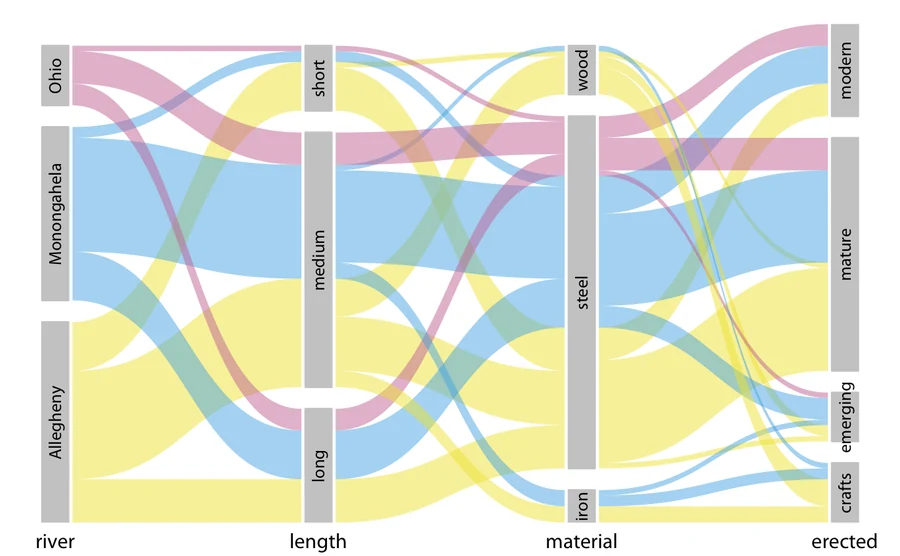 Ohio
Monongahela
Allegheny
short
medium
long
wood
steel
iron
modern
mature
emerging
crafts
river
length
material
erected